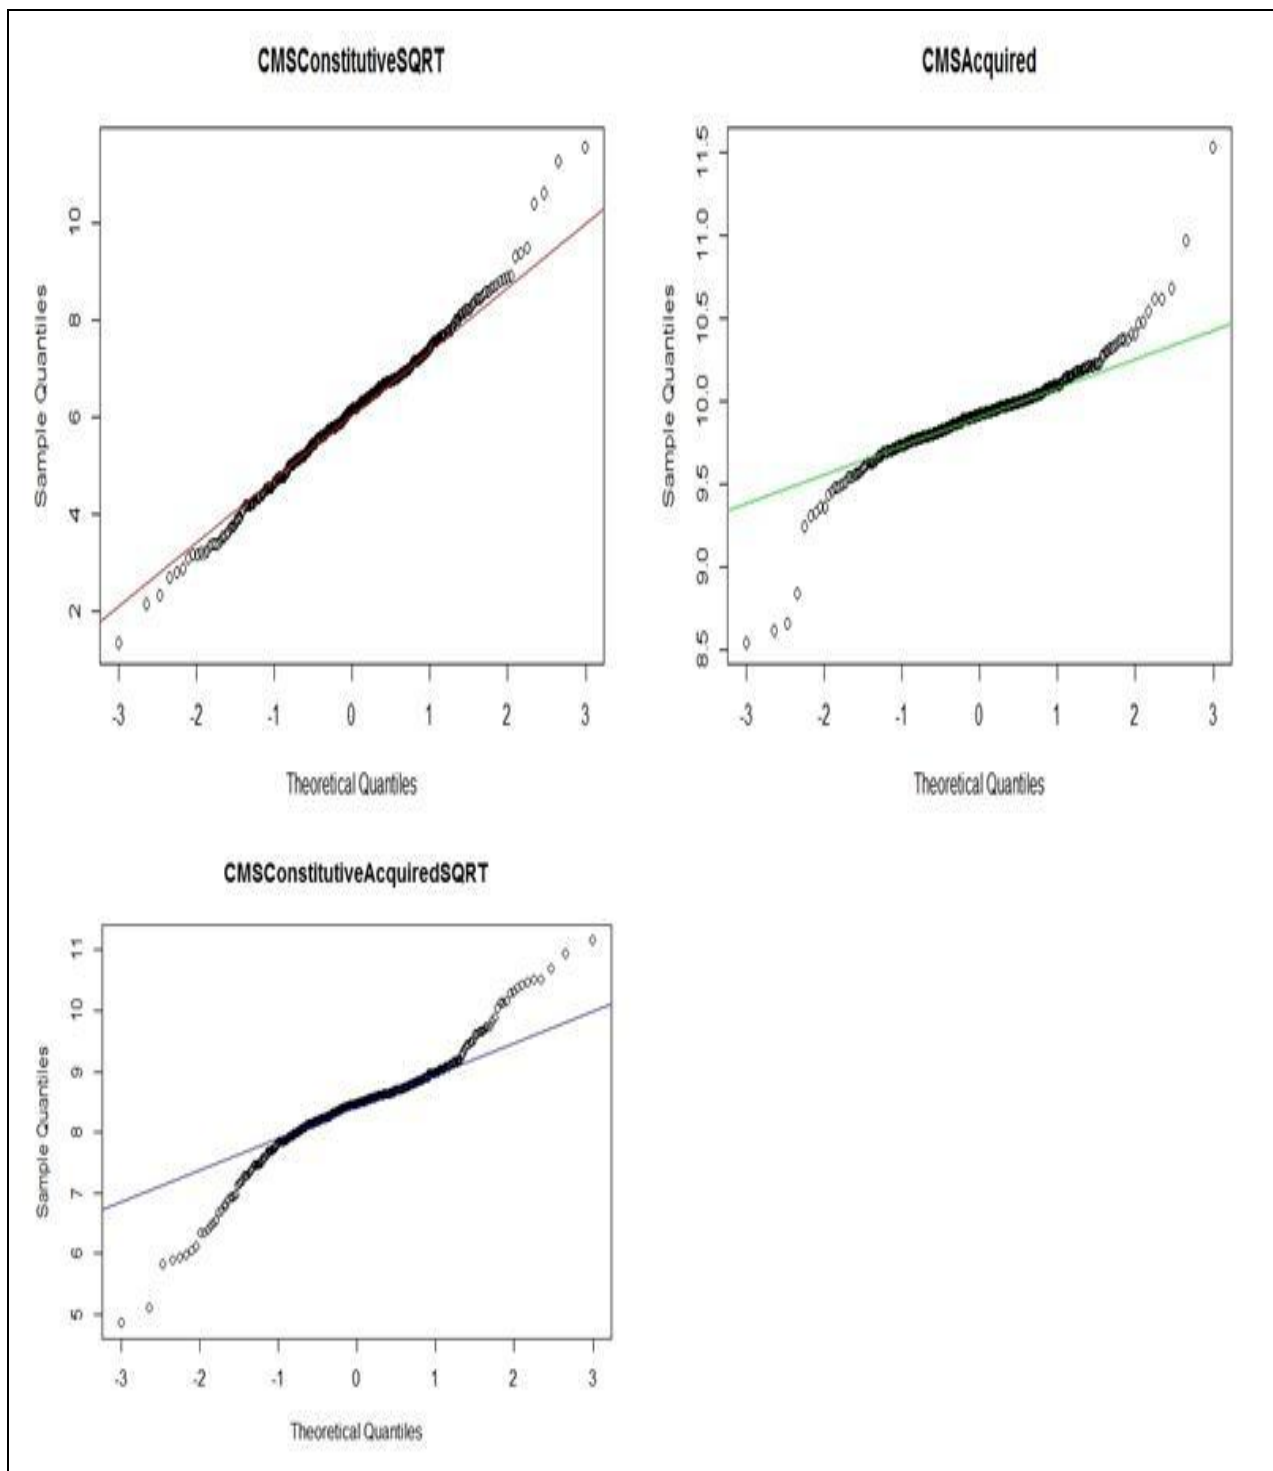 CMSConstitutiveSQRT
Sample Quantiles
10
8
6
4
2
-3 -2 -1 0 1 2 3
Theoretical Quantiles
CMSAcquired
Sample Quantiles
11.5
11.0
10.5
10.0
9.5
9.0
8.5
-3 -2 -1 0 1 2 3
Theoretical Quantiles
CMSConstitutiveAcquiredSQRT
Sample Quantiles
11
10
9
8
7
6
5
-3 -2 -1 0 1 2 3
Theoretical Quantiles